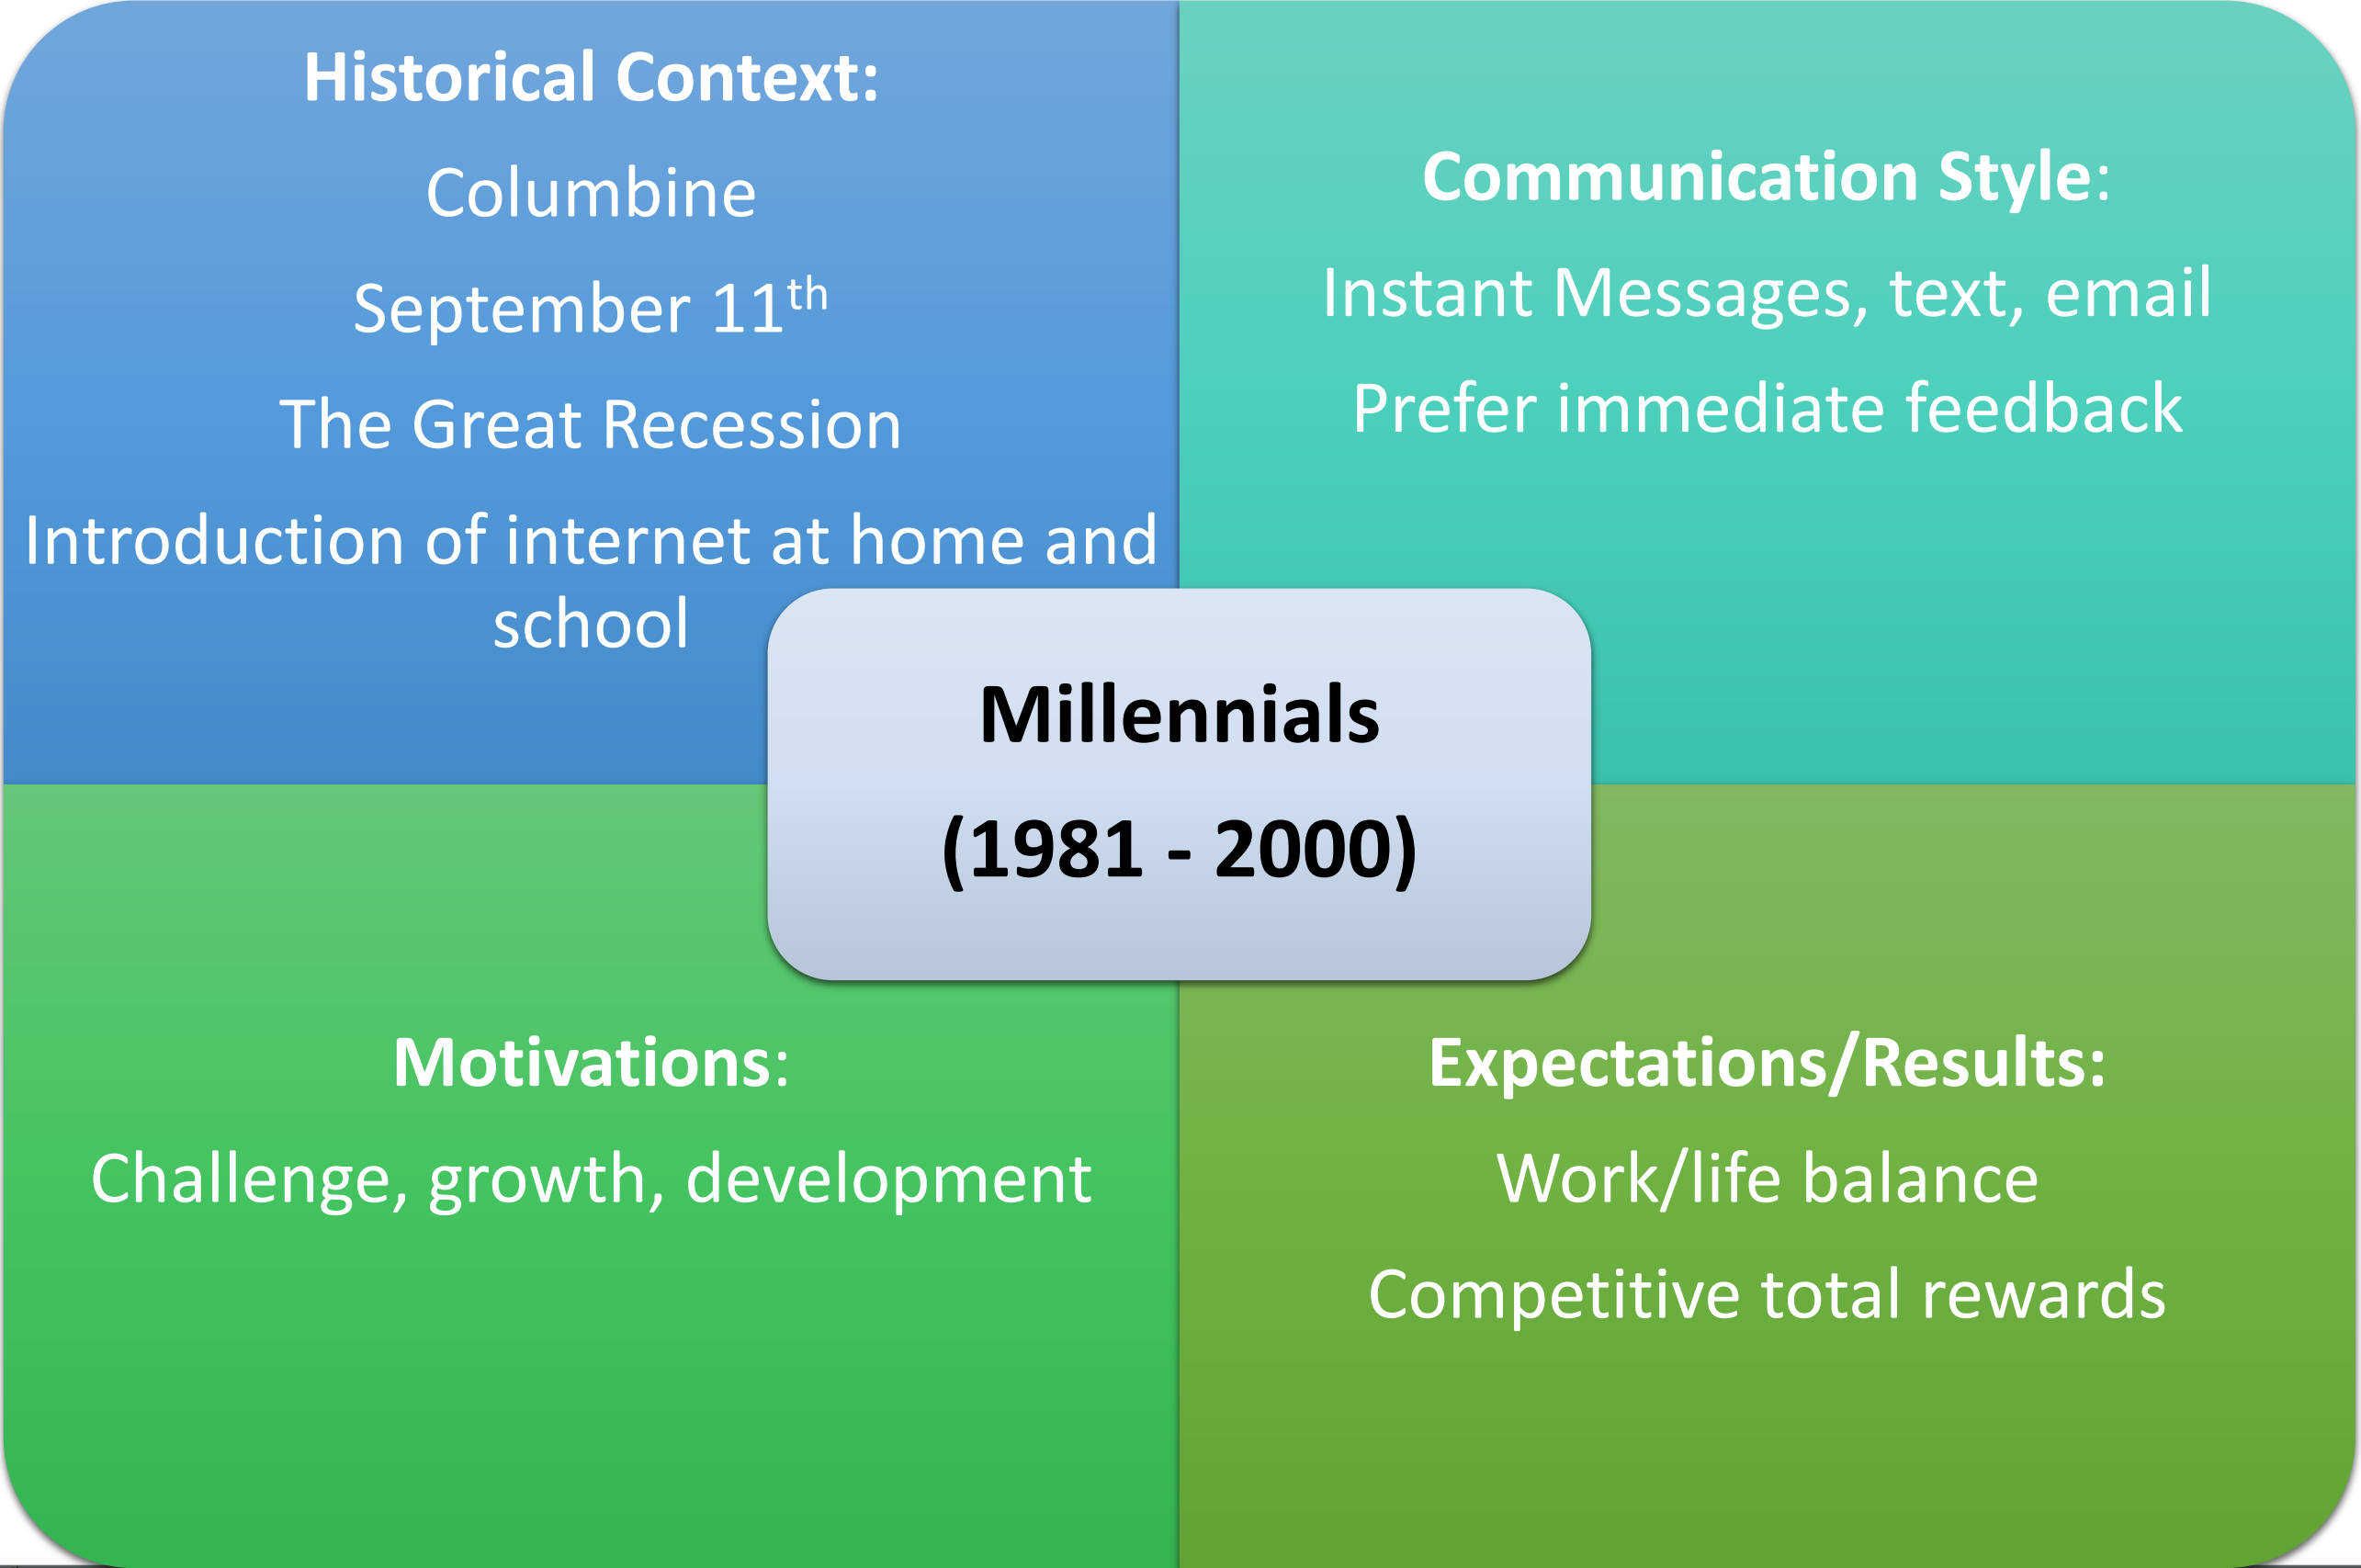 Historical Context:
Columbine
September 11th
The Great Recession
Introduction of internet at home and
school
Communication Style:
Instant Messages, text, email
Prefer immediate feedback
Millennials
(1981 - 2000)
Motivations:
Challenge, growth, development
Expectations/Results:
Work/life balance
Competitive total rewards